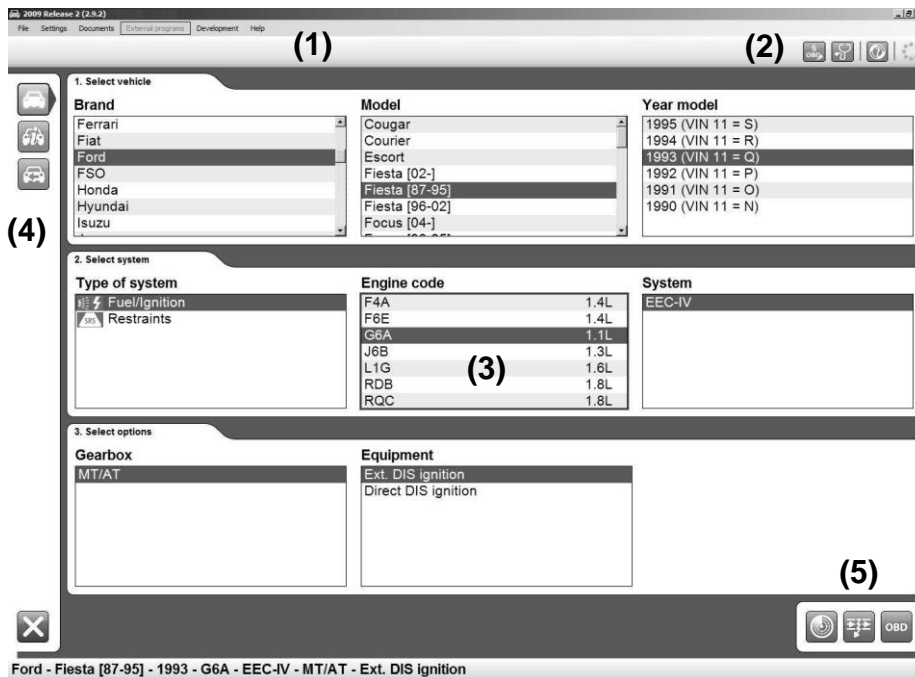 2009 Release 2 (2.9.2)
File Settings Documents External programs Development Help
(1)
(2)
OBD
1. Select vehicle
Brand Model Year model
Ferrari Cougar 1995 (VIN 11 = S)
Fiat Courier 1994 (VIN 11 = R)
Ford Escort 1993 (VIN 11 = Q)
FSO Fiesta [02-] 1992 (VIN 11 = P)
Honda Fiesta [87-95] 1991 (VIN 11 = O)
Hyundai Fiesta [96-02] 1990 (VIN 11 = N)
Isuzu Focus [04-]
(4)
2. Select system
Type of system Engine code System
Fuel/Ignition F4A 1.4L EEC-IV
SRS Restraints F6E 1.4L
G6A 1.1L
J6B 1.3L
L1G 1.6L
(3)
RDB 1.8L
RQC 1.8L
3. Select options
Gearbox Equipment
MT/AT Ext. DIS ignition
Direct DIS ignition
(5)
OBD
Ford - Fiesta [87-95] - 1993 - G6A - EEC-IV - MT/AT - Ext. DIS ignition